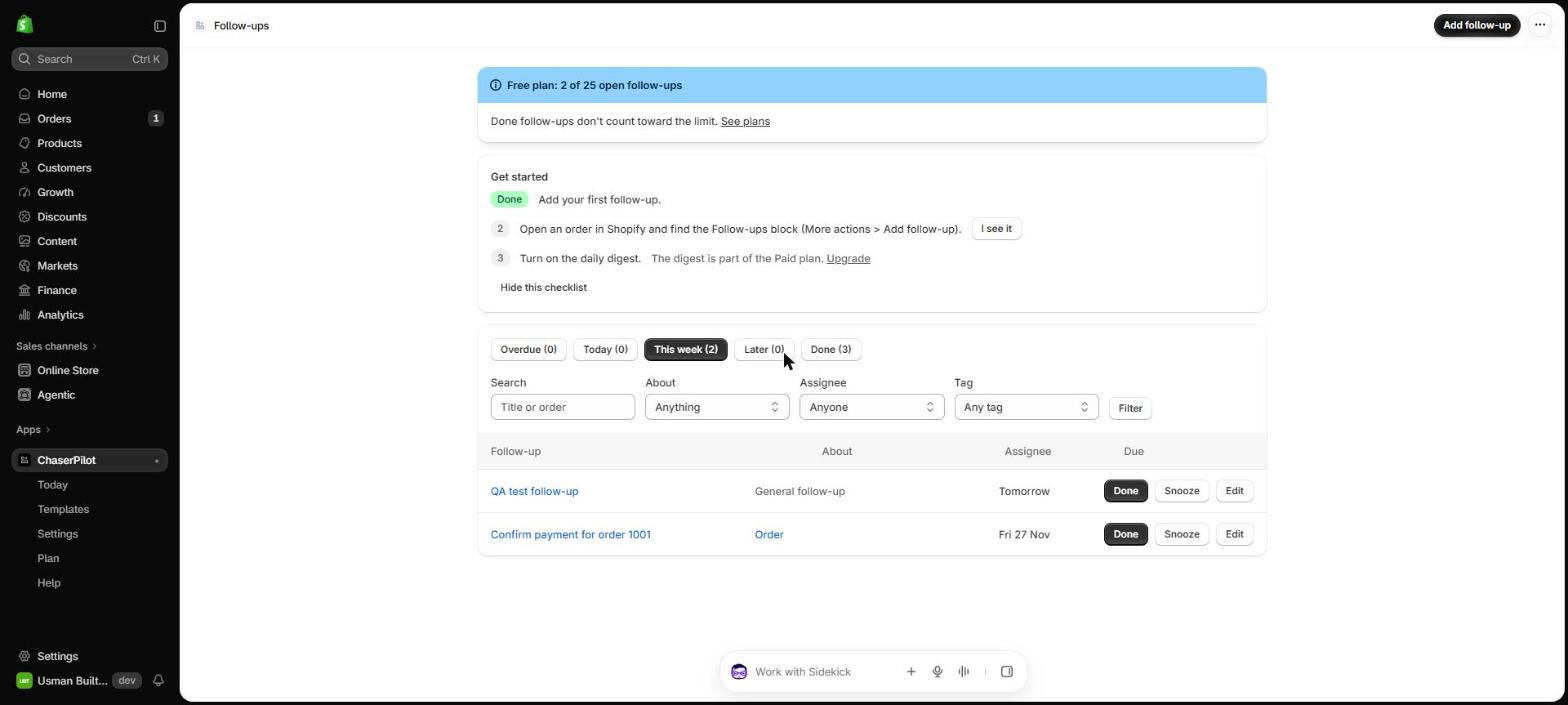 Follow-ups
Add follow-up
Search Ctrl K
Home
Orders 1
Products
Customers
Growth
Discounts
Content
Markets
Finance
Analytics
Sales channels
Online Store
Agentic
Apps
ChaserPilot
Today
Templates
Settings
Plan
Help
Settings
Usman Built... dev
Free plan: 2 of 25 open follow-ups
Done follow-ups don't count toward the limit. See plans
Get started
Done Add your first follow-up.
2 Open an order in Shopify and find the Follow-ups block (More actions > Add follow-up). I see it
3 Turn on the daily digest. The digest is part of the Paid plan. Upgrade
Hide this checklist
Overdue (0) Today (0) This week (2) Later (0) Done (3)
Search About Assignee Tag
Title or order Anything Anyone Any tag Filter
Follow-up About Assignee Due
QA test follow-up General follow-up Tomorrow Done Snooze Edit
Confirm payment for order 1001 Order Fri 27 Nov Done Snooze Edit
Work with Sidekick